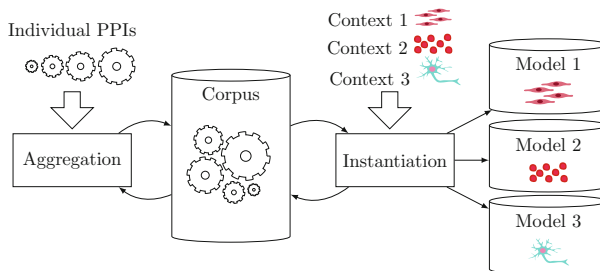 Individual PPIs
Aggregation
Corpus
Context 1
Context 2
Context 3
Instantiation
Model 1
Model 2
Model 3